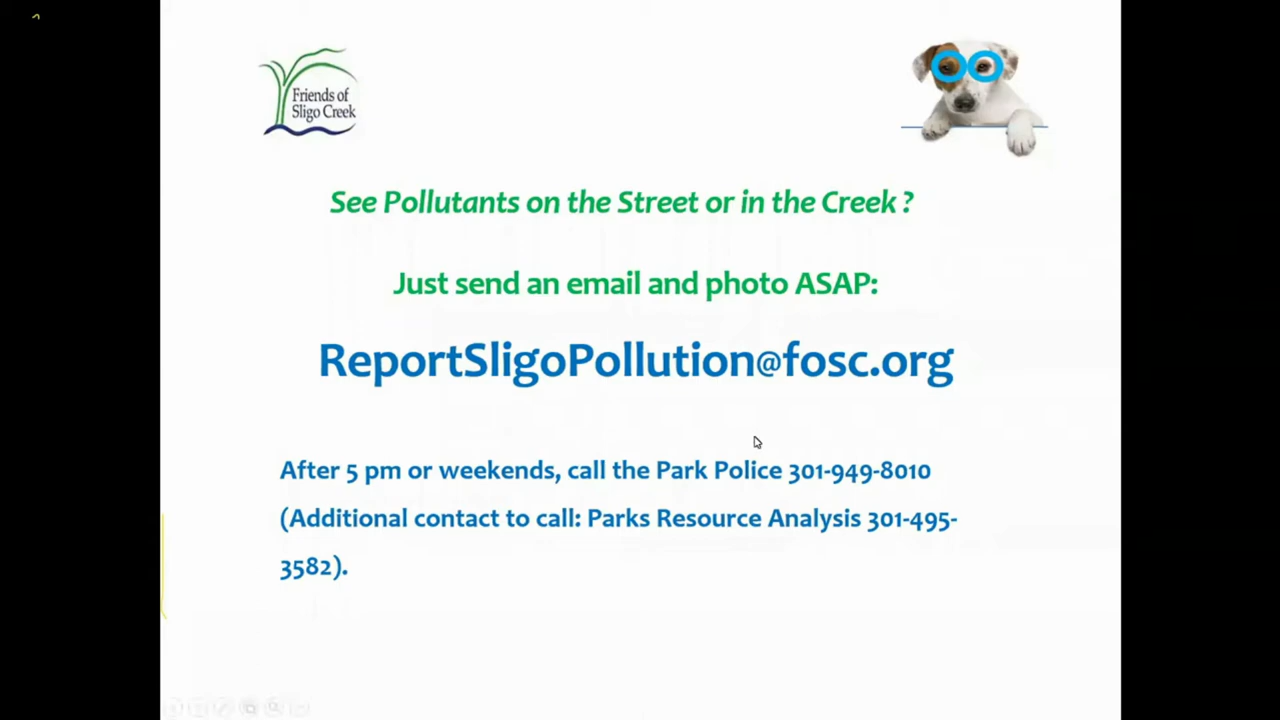 Friends of
Sligo Creek
See Pollutants on the Street or in the Creek ?
Just send an email and photo ASAP:
ReportSligoPollution@fosc.org
After 5 pm or weekends, call the Park Police 301-949-8010
(Additional contact to call: Parks Resource Analysis 301-495-
3582).